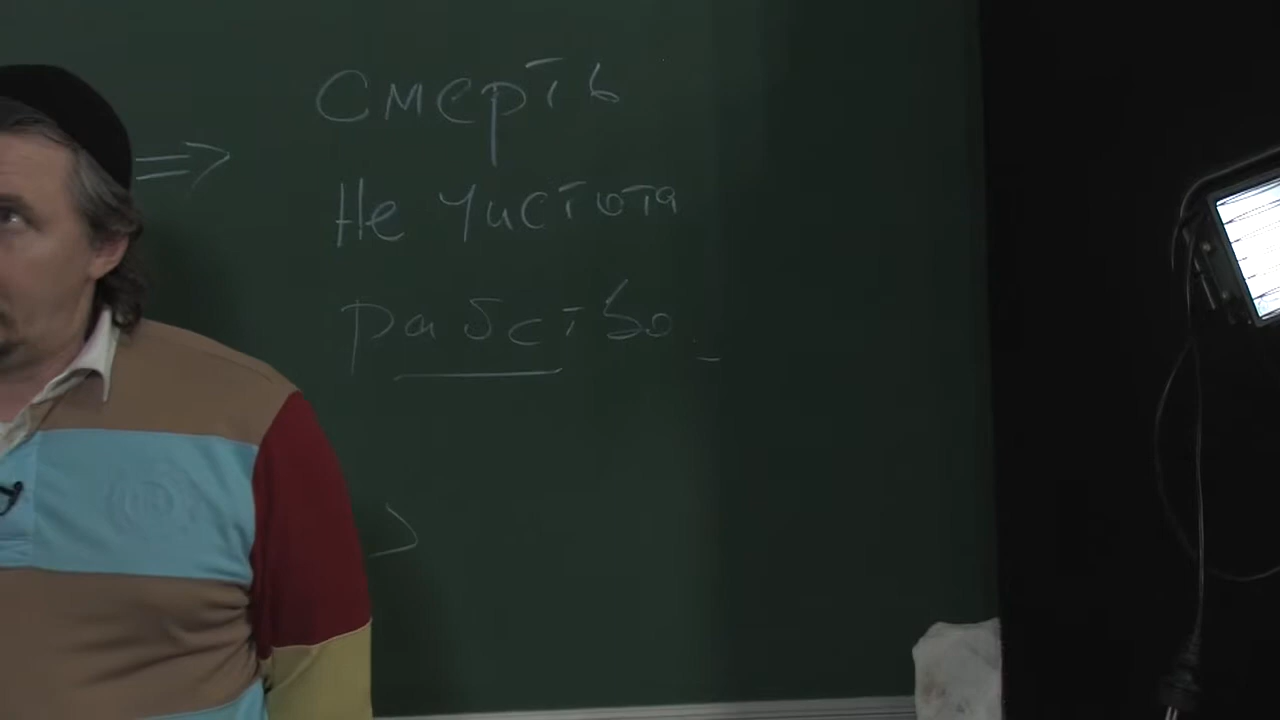 ⇒ смерть
Не чистота
рабство